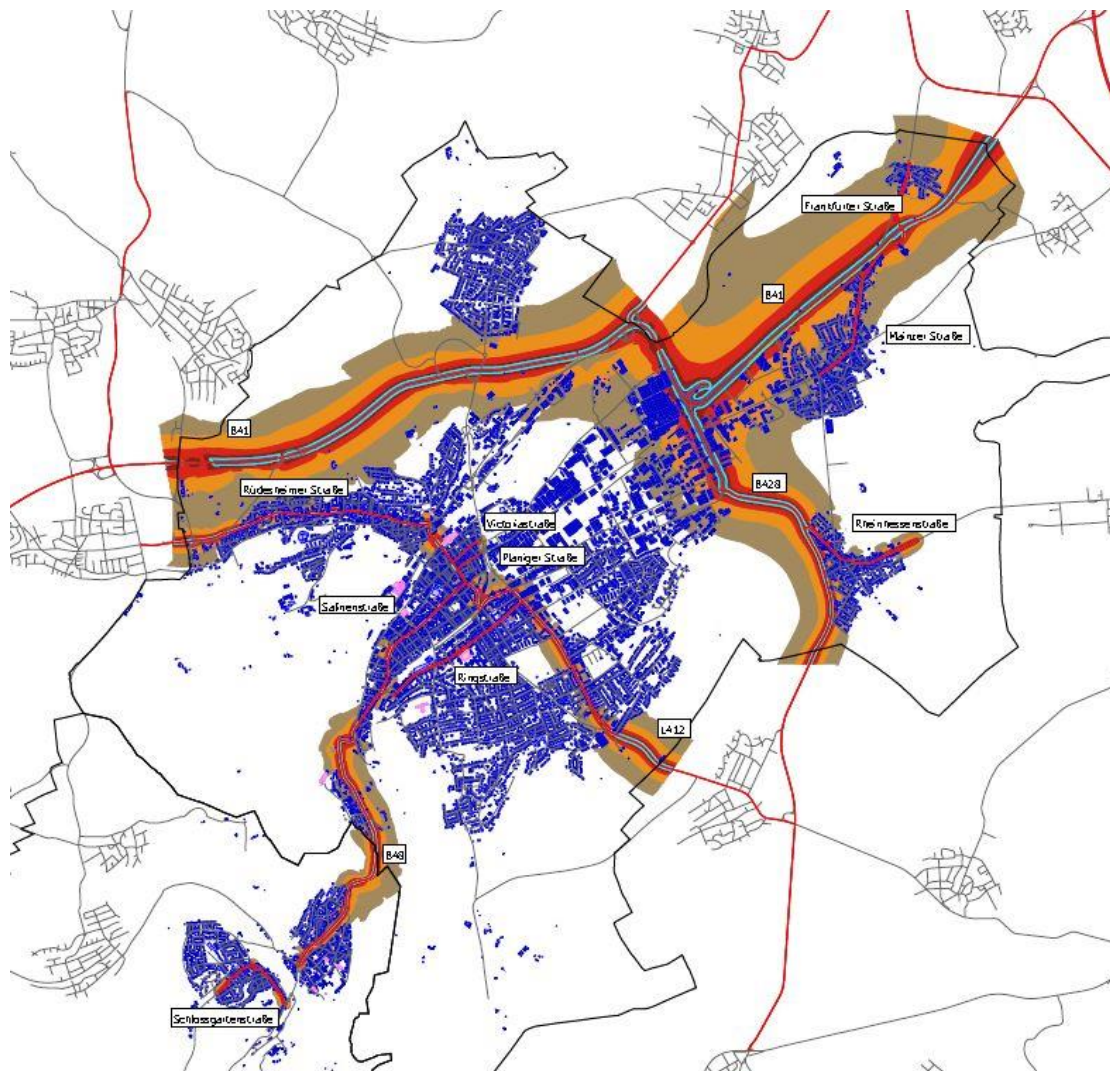 Frankfurter Straße
B41
Mainzer Straße
B41
B428
Rüdesheimer Straße
Victoriastraße
Rheinhessenstraße
Planiger Straße
Salinenstraße
Ringstraße
L412
B48
Schlossgartenstraße